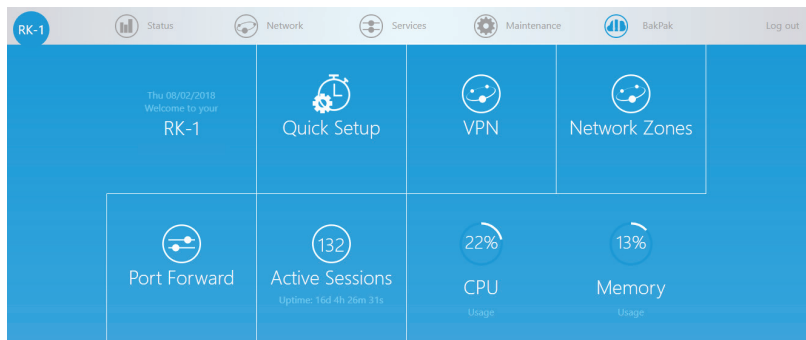 RK-1
Status
Network
Services
Maintenance
BakPak
Log out
Thu 08/02/2018
Welcome to your
RK-1
Quick Setup
VPN
Network Zones
Port Forward
132
Active Sessions
Uptime: 16d 4h 26m 31s
22%
CPU
Usage
13%
Memory
Usage